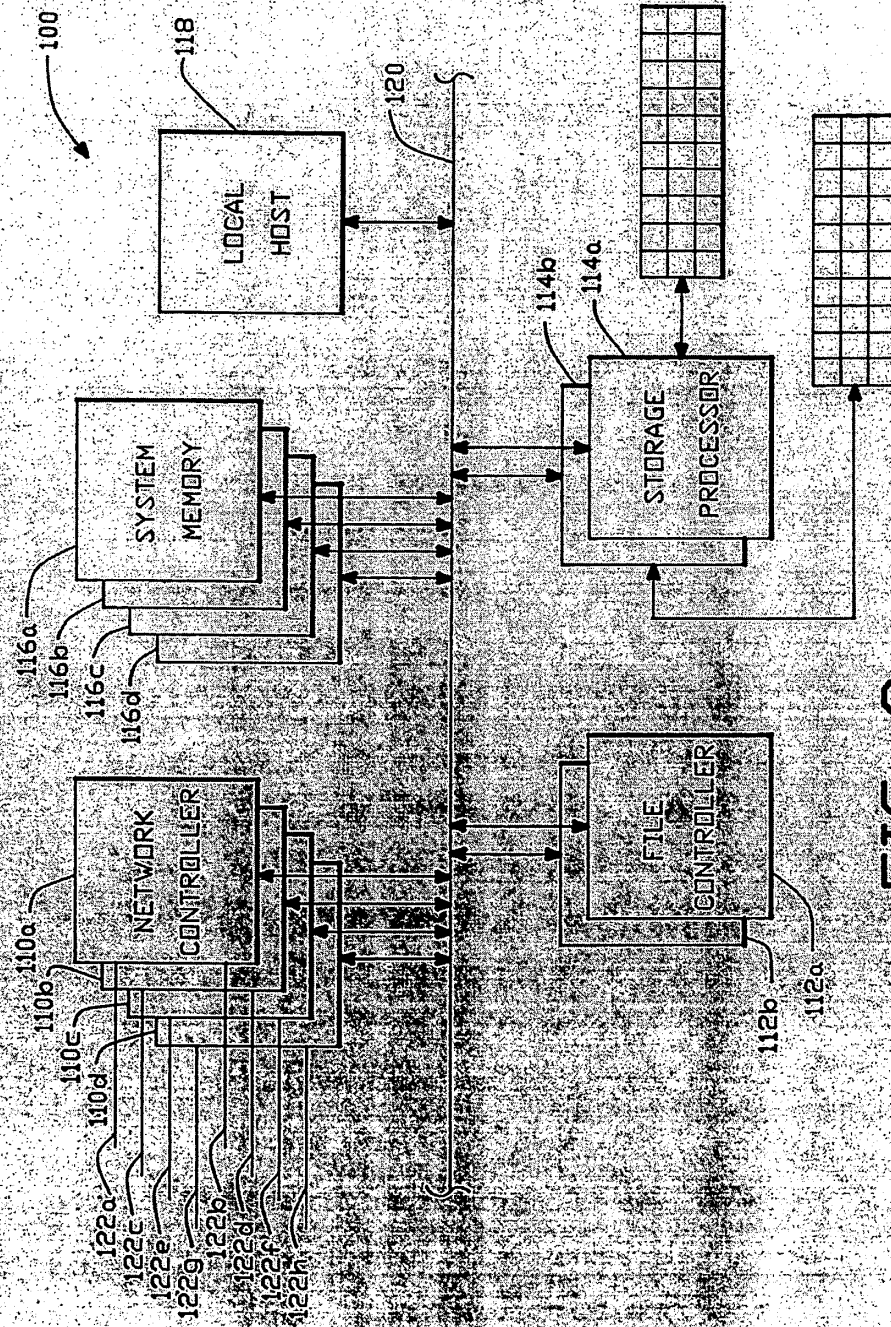 100
LOCAL
HOST
118
120
SYSTEM
MEMORY
116a
116b
116c
116d
NETWORK
CONTROLLER
110a
110b
110c
110d
122a
122c
122e
122g
122b
122d
122f
122h
STORAGE
PROCESSOR
114b
114a
FILE
CONTROLLER
112b
112a